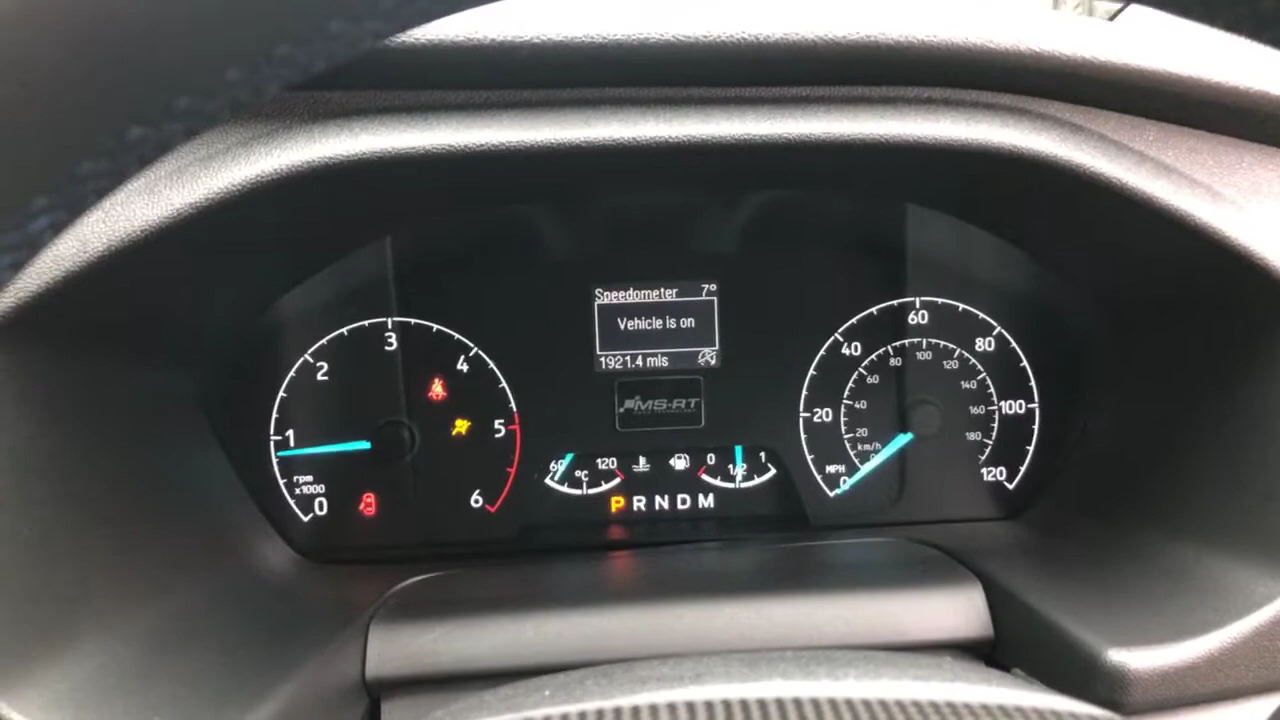 Speedometer 7°
Vehicle is on
1921.4 mls
MS-RT
0 1 2 3 4 5 6
rpm
x1000
60 °C 120
0 1/2 1
P R N D M
0 20 40 60 80 100 120
MPH
km/h
0 20 40 60 80 100 120 140 160 180